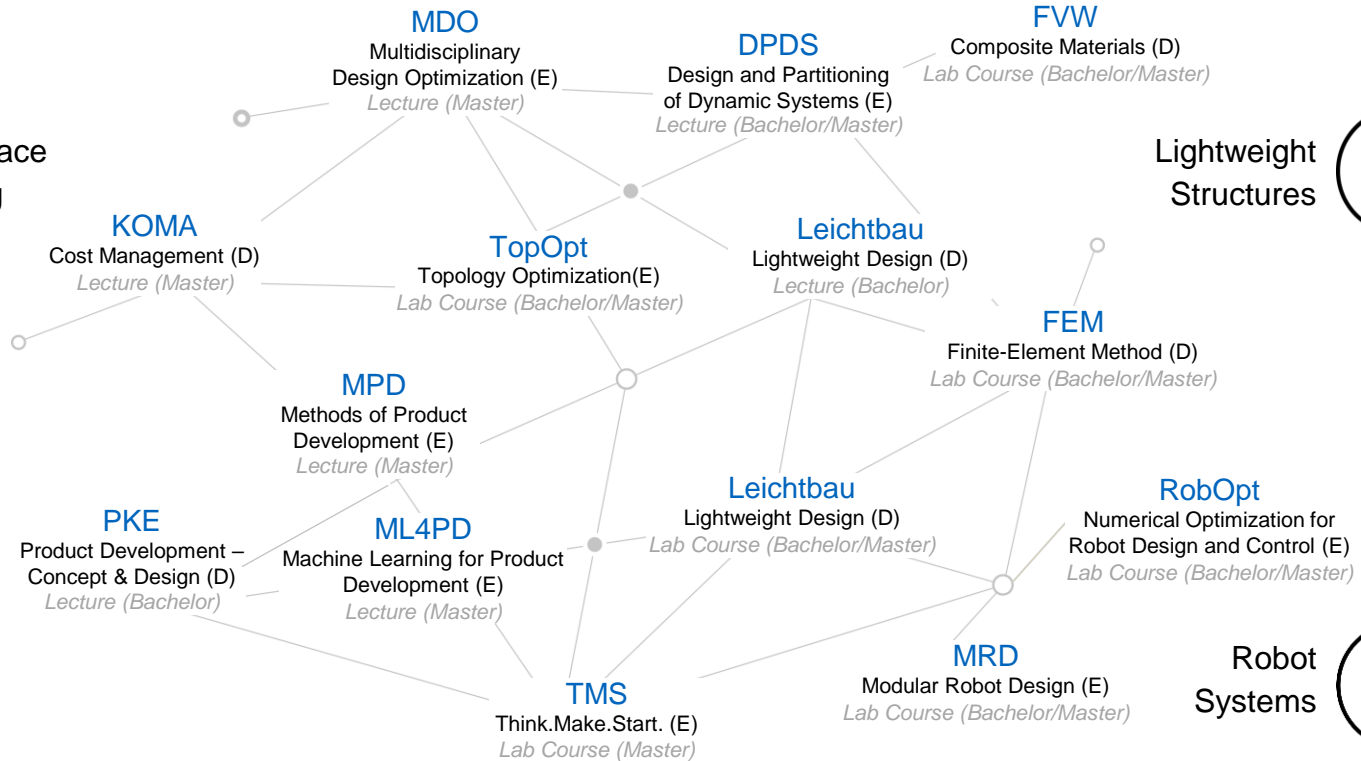 MDO
Multidisciplinary
Design Optimization (E)
Lecture (Master)
DPDS
Design and Partitioning
of Dynamic Systems (E)
Lecture (Bachelor/Master)
FVW
Composite Materials (D)
Lab Course (Bachelor/Master)
ace
g
Lightweight
Structures
KOMA
Cost Management (D)
Lecture (Master)
TopOpt
Topology Optimization(E)
Lab Course (Bachelor/Master)
Leichtbau
Lightweight Design (D)
Lecture (Bachelor)
FEM
Finite-Element Method (D)
Lab Course (Bachelor/Master)
MPD
Methods of Product
Development (E)
Lecture (Master)
PKE
Product Development –
Concept & Design (D)
Lecture (Bachelor)
ML4PD
Machine Learning for Product
Development (E)
Lecture (Master)
Leichtbau
Lightweight Design (D)
Lab Course (Bachelor/Master)
RobOpt
Numerical Optimization for
Robot Design and Control (E)
Lab Course (Bachelor/Master)
TMS
Think.Make.Start. (E)
Lab Course (Master)
MRD
Modular Robot Design (E)
Lab Course (Bachelor/Master)
Robot
Systems